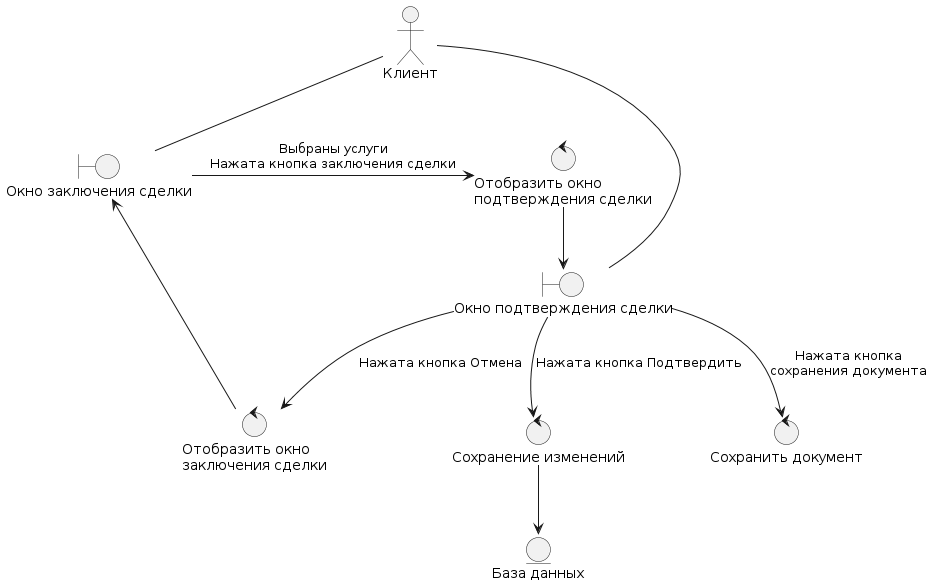 Клиент
Выбраны услуги
Нажата кнопка заключения сделки
Окно заключения сделки
Отобразить окно
подтверждения сделки
Окно подтверждения сделки
Нажата кнопка Отмена
Нажата кнопка Подтвердить
Нажата кнопка
сохранения документа
Отобразить окно
заключения сделки
Сохранение изменений
Сохранить документ
База данных